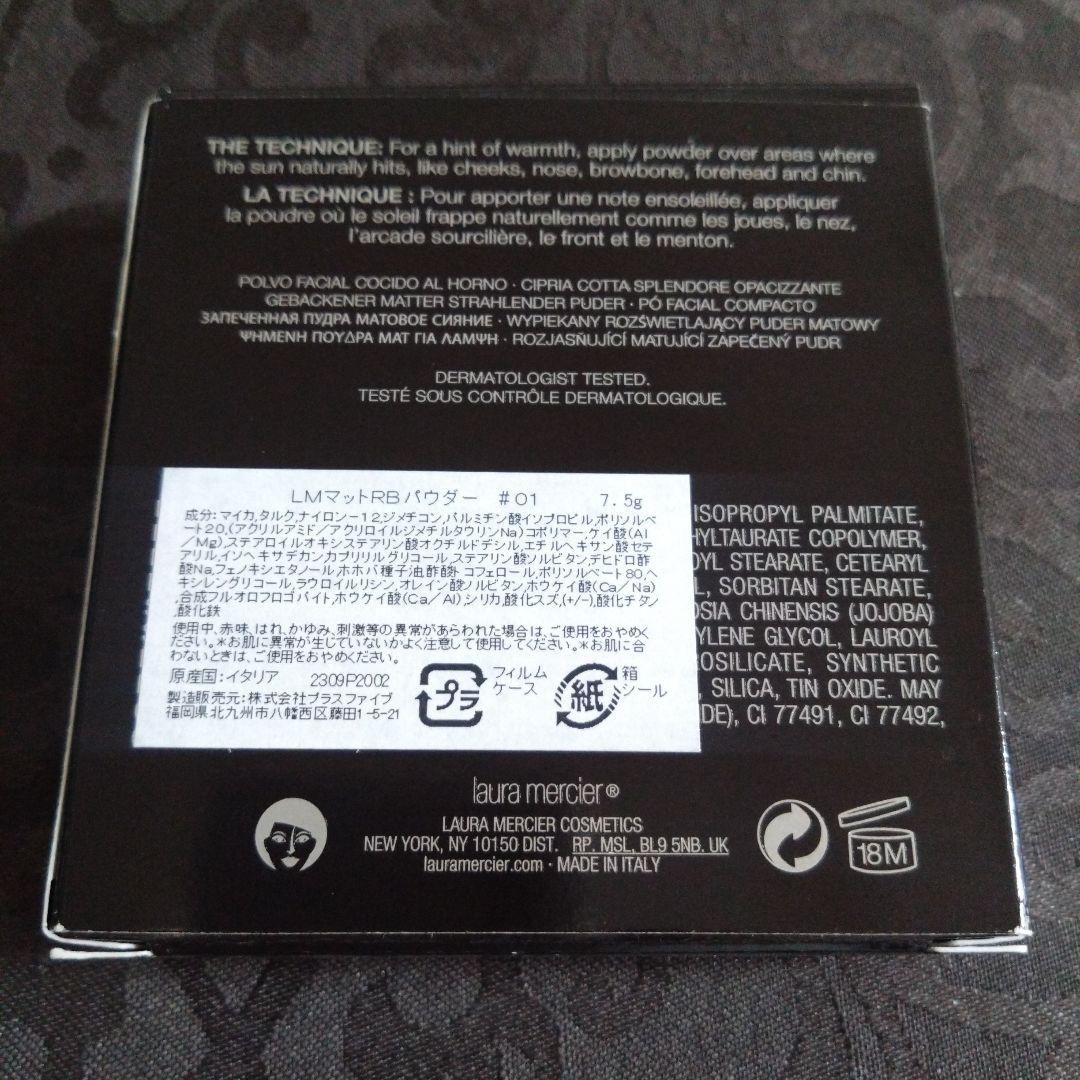 THE TECHNIQUE: For a hint of warmth, apply powder over areas where
the sun naturally hits, like cheeks, nose, browbone, forehead and chin.
LA TECHNIQUE : Pour apporter une note ensoleillée, appliquer
la poudre où le soleil frappe naturellement comme les joues, le nez,
l'arcade sourcilière, le front et le menton.
POLVO FACIAL COCIDO AL HORNO · CIPRIA COTTA SPLENDORE OPACIZZANTE
GEBACKENER MATTER STRAHLENDER PUDER · PÓ FACIAL COMPACTO
ЗАПЕЧЕННАЯ ПУДРА МАТОВОЕ СИЯНИЕ · WYPIEKANY ROZŚWIETLAJĄCY PUDER MATOWY
ΨΗΜΕΝΗ ΠΟΥΔΡΑ ΜΑΤ ΓΙΑ ΛΑΜΨΗ · ROZJASŇUJÍCÍ MATUJÍCÍ ZAPEČENÝ PUDR
DERMATOLOGIST TESTED.
TESTÉ SOUS CONTRÔLE DERMATOLOGIQUE.
LMマットRBパウダー #01 7.5g
成分:マイカ,タルク,ナイロン-12,ジメチコン,パルミチン酸イソプロピル,ポリソルベ
ート20,(アクリルアミド/アクリロイルジメチルタウリンNa)コポリマー,ケイ酸(Al
/Mg),ステアロイルオキシステアリン酸オクチルドデシル,エチルヘキサン酸セテ
アリル,イソヘキサデカン,カプリリルグリコール,ステアリン酸ソルビタン,デヒドロ酢
酸Na,フェノキシエタノール,ホホバ種子油,酢酸トコフェロール,ポリソルベート80,ヘ
キシレングリコール,ラウロイルリシン,オレイン酸ソルビタン,ホウケイ酸(Ca/Na)
,合成フルオロフロゴパイト,ホウケイ酸(Ca/Al),シリカ,酸化スズ,(+/-),酸化チタン
,酸化鉄
使用中、赤味、はれ、かゆみ、刺激等の異常があらわれた場合は、ご使用をおやめく
ださい。*お肌に異常が生じていないかよく注意して使用してください。*お肌に合
わないときは、ご使用をおやめください。
原産国:イタリア 2309P2002
製造販売元:株式会社プラスファイブ
福岡県北九州市八幡西区藤田1-5-21
プラ
フィルム
ケース
紙
箱
シール
ISOPROPYL PALMITATE,
HYLTAURATE COPOLYMER,
OYL STEARATE, CETEARYL
L, SORBITAN STEARATE,
OSIA CHINENSIS (JOJOBA)
YLENE GLYCOL, LAUROYL
ROSILICATE, SYNTHETIC
, SILICA, TIN OXIDE. MAY
DE), CI 77491, CI 77492,
laura mercier®
LAURA MERCIER COSMETICS
NEW YORK, NY 10150 DIST. RP. MSL, BL9 5NB. UK
lauramercier.com · MADE IN ITALY
18M